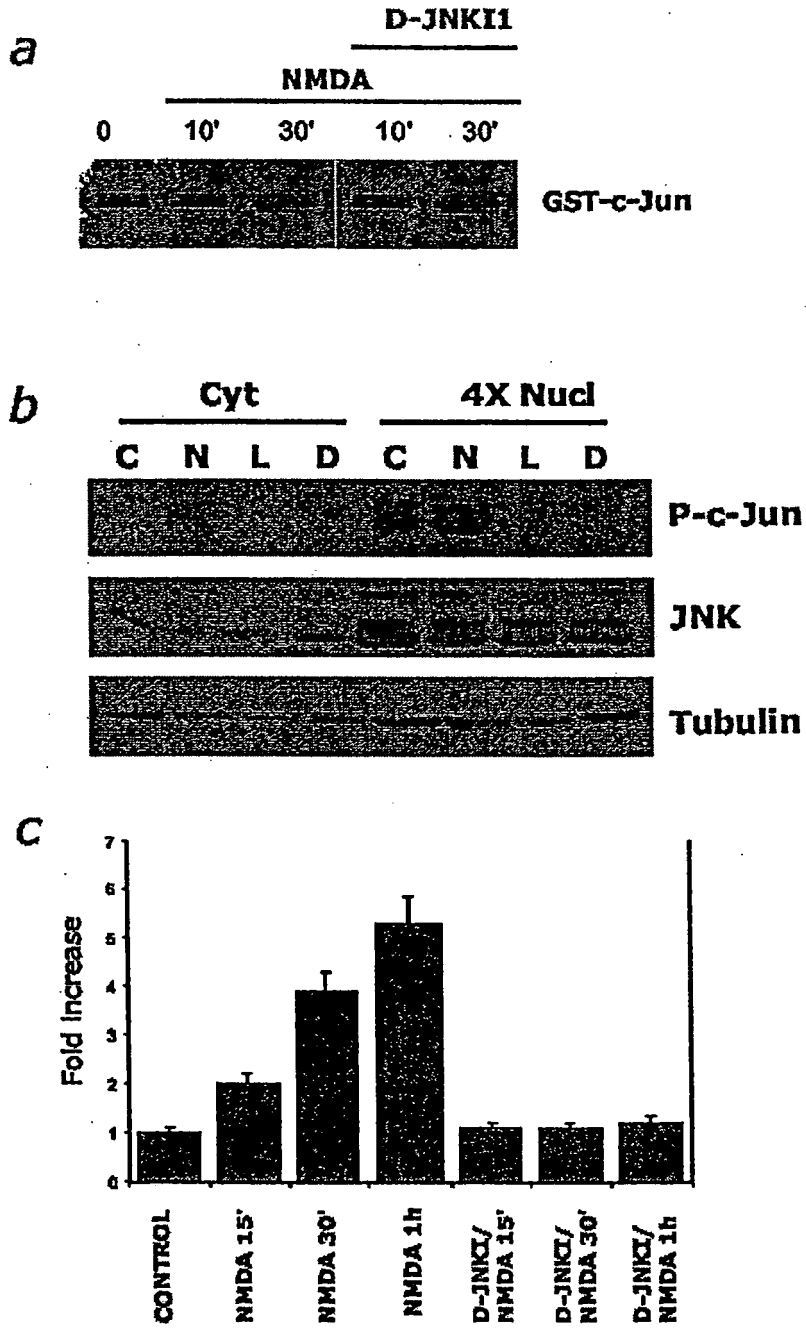 a
D-JNKI1
NMDA
0 10' 30' 10' 30'
GST-c-Jun
b
Cyt 4X Nucl
C N L D C N L D
P-c-Jun
JNK
Tubulin
C
Fold Increase
7
6
5
4
3
2
1
0
CONTROL
NMDA 15'
NMDA 30'
NMDA 1h
D-JNKI/
NMDA 15'
D-JNKI/
NMDA 30'
D-JNKI/
NMDA 1h